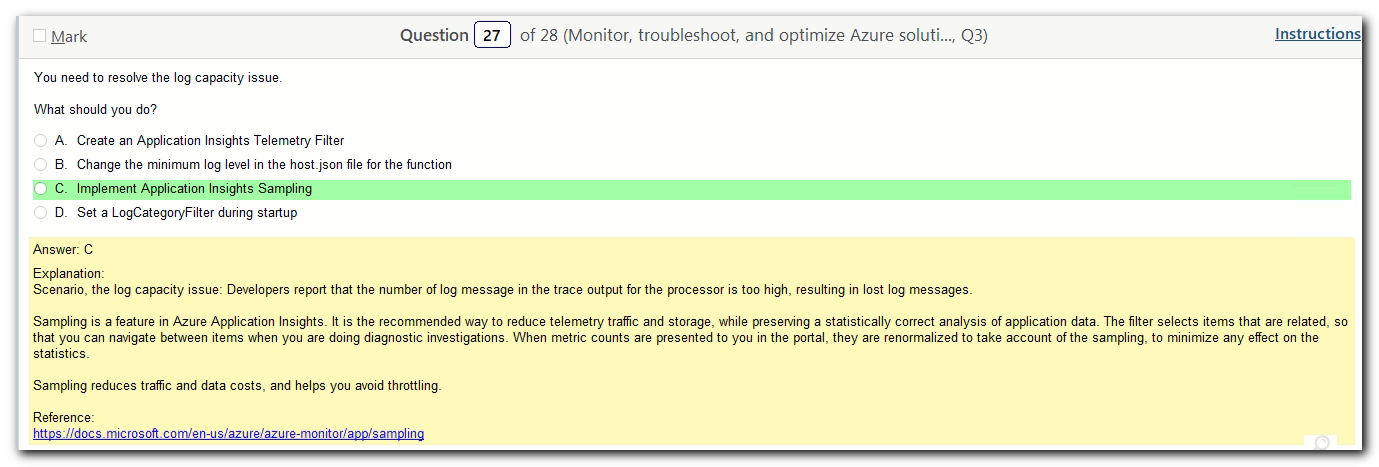 Mark Question 27 of 28 (Monitor, troubleshoot, and optimize Azure soluti..., Q3) Instructions
You need to resolve the log capacity issue.
What should you do?
A. Create an Application Insights Telemetry Filter
B. Change the minimum log level in the host.json file for the function
C. Implement Application Insights Sampling
D. Set a LogCategoryFilter during startup
Answer: C
Explanation:
Scenario, the log capacity issue: Developers report that the number of log message in the trace output for the processor is too high, resulting in lost log messages.
Sampling is a feature in Azure Application Insights. It is the recommended way to reduce telemetry traffic and storage, while preserving a statistically correct analysis of application data. The filter selects items that are related, so
that you can navigate between items when you are doing diagnostic investigations. When metric counts are presented to you in the portal, they are renormalized to take account of the sampling, to minimize any effect on the
statistics.
Sampling reduces traffic and data costs, and helps you avoid throttling.
Reference:
https://docs.microsoft.com/en-us/azure/azure-monitor/app/sampling